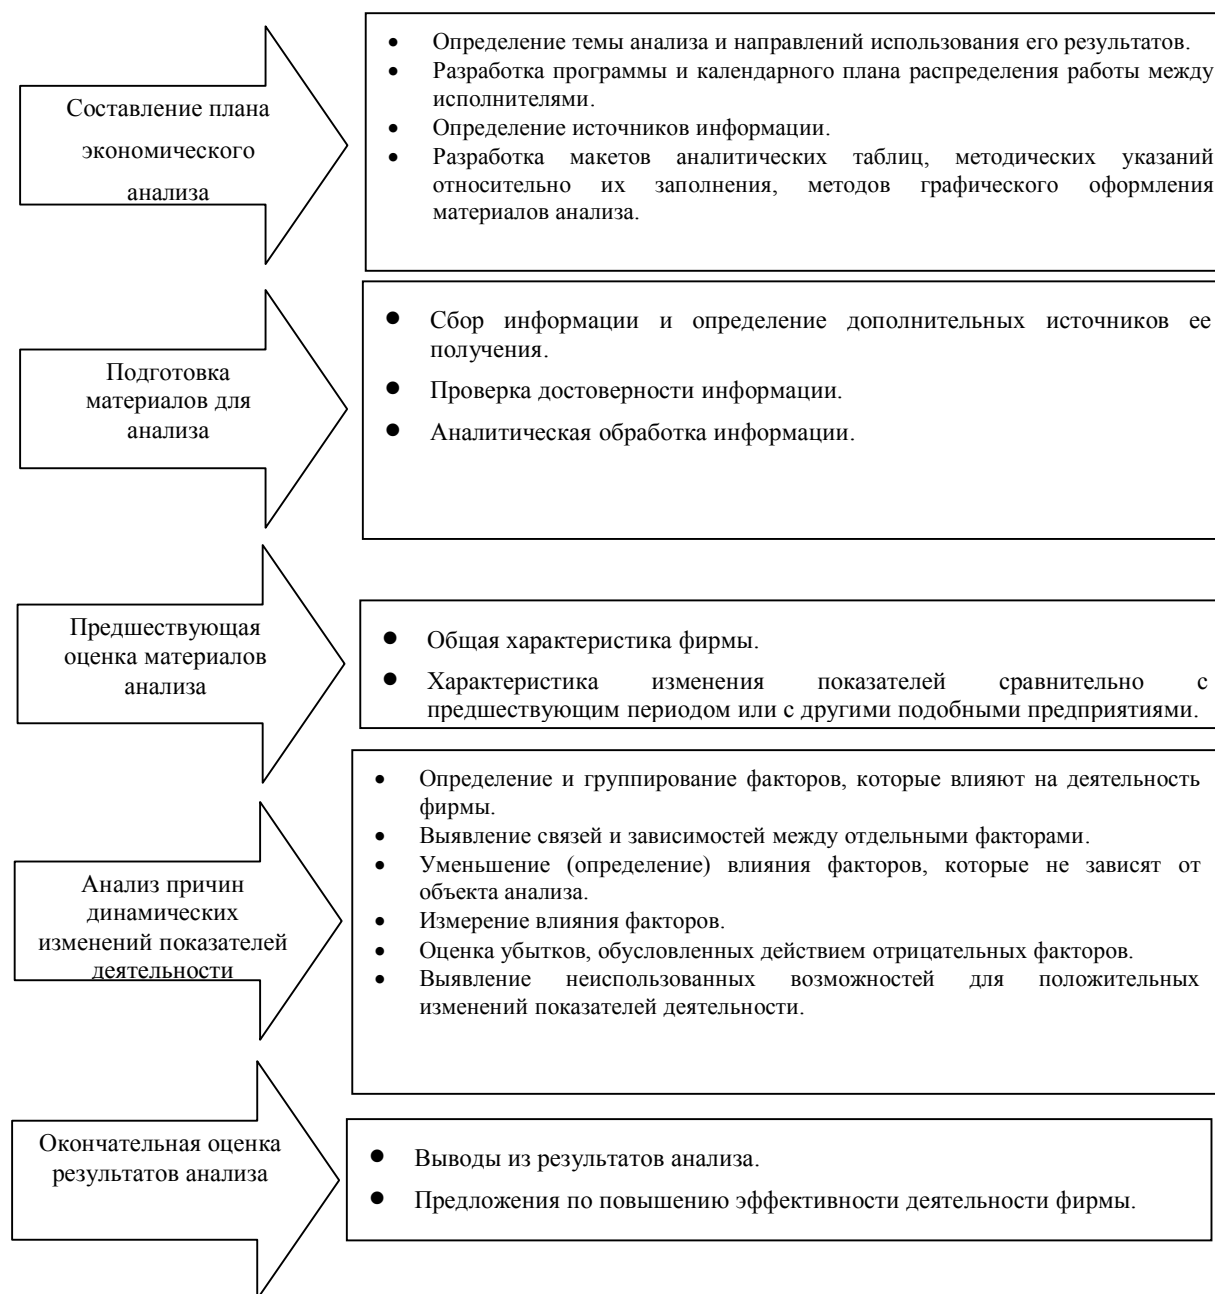 Составление плана
экономического
анализа
• Определение темы анализа и направлений использования его результатов.
• Разработка программы и календарного плана распределения работы между
исполнителями.
• Определение источников информации.
• Разработка макетов аналитических таблиц, методических указаний
относительно их заполнения, методов графического оформления
материалов анализа.
Подготовка
материалов для
анализа
• Сбор информации и определение дополнительных источников ее
получения.
• Проверка достоверности информации.
• Аналитическая обработка информации.
Предшествующая
оценка материалов
анализа
• Общая характеристика фирмы.
• Характеристика изменения показателей сравнительно с
предшествующим периодом или с другими подобными предприятиями.
Анализ причин
динамических
изменений показателей
деятельности
• Определение и группирование факторов, которые влияют на деятельность
фирмы.
• Выявление связей и зависимостей между отдельными факторами.
• Уменьшение (определение) влияния факторов, которые не зависят от
объекта анализа.
• Измерение влияния факторов.
• Оценка убытков, обусловленных действием отрицательных факторов.
• Выявление неиспользованных возможностей для положительных
изменений показателей деятельности.
Окончательная оценка
результатов анализа
• Выводы из результатов анализа.
• Предложения по повышению эффективности деятельности фирмы.